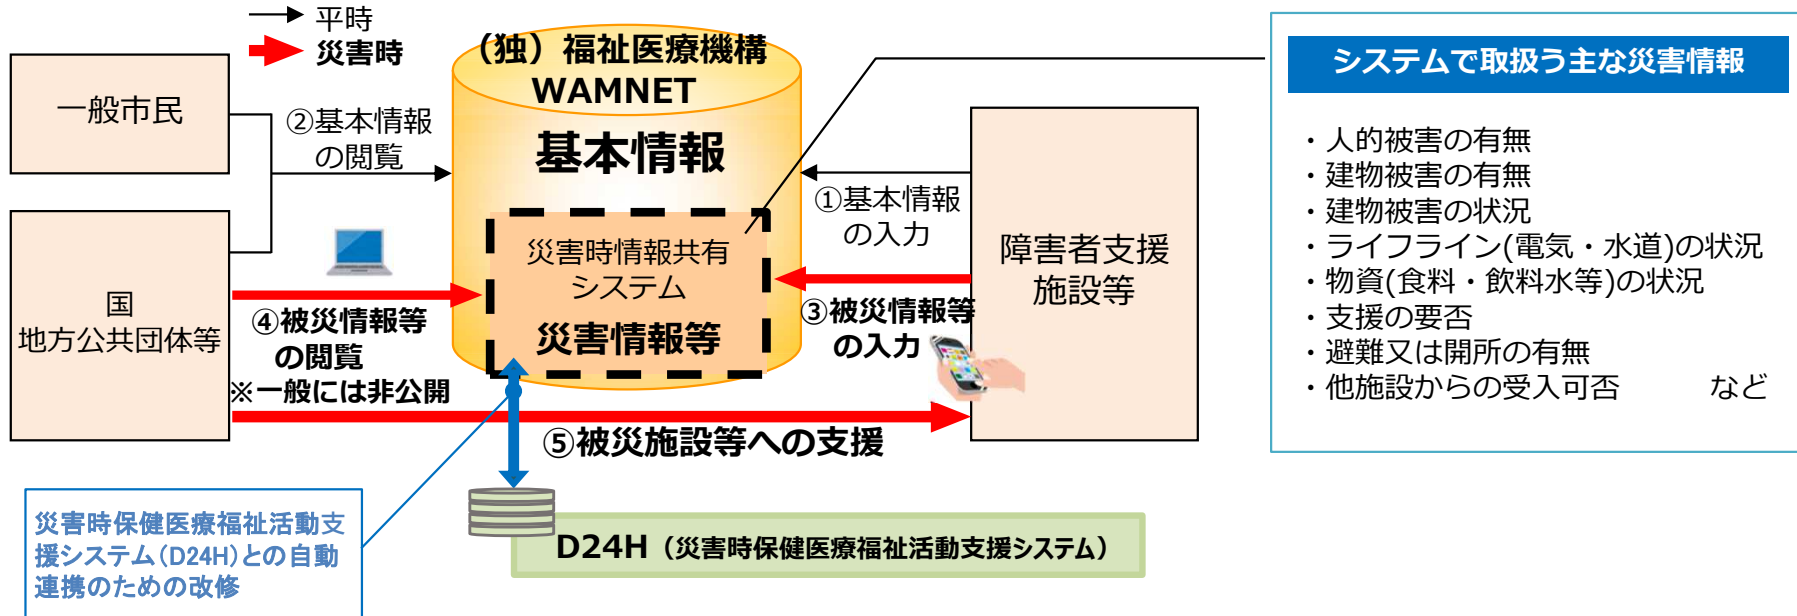 平時
災害時
一般市民
②基本情報
の閲覧
国
地方公共団体等
④被災情報等
の閲覧
※一般には非公開
（独）福祉医療機構
WAMNET
基本情報
災害時情報共有
システム
災害情報等
①基本情報
の入力
③被災情報等
の入力
障害者支援
施設等
⑤被災施設等への支援
システムで取扱う主な災害情報
・人的被害の有無
・建物被害の有無
・建物被害の状況
・ライフライン(電気・水道)の状況
・物資(食料・飲料水等)の状況
・支援の要否
・避難又は開所の有無
・他施設からの受入可否 など
災害時保健医療福祉活動支
援システム(D24H)との自動
連携のための改修
D24H（災害時保健医療福祉活動支援システム）